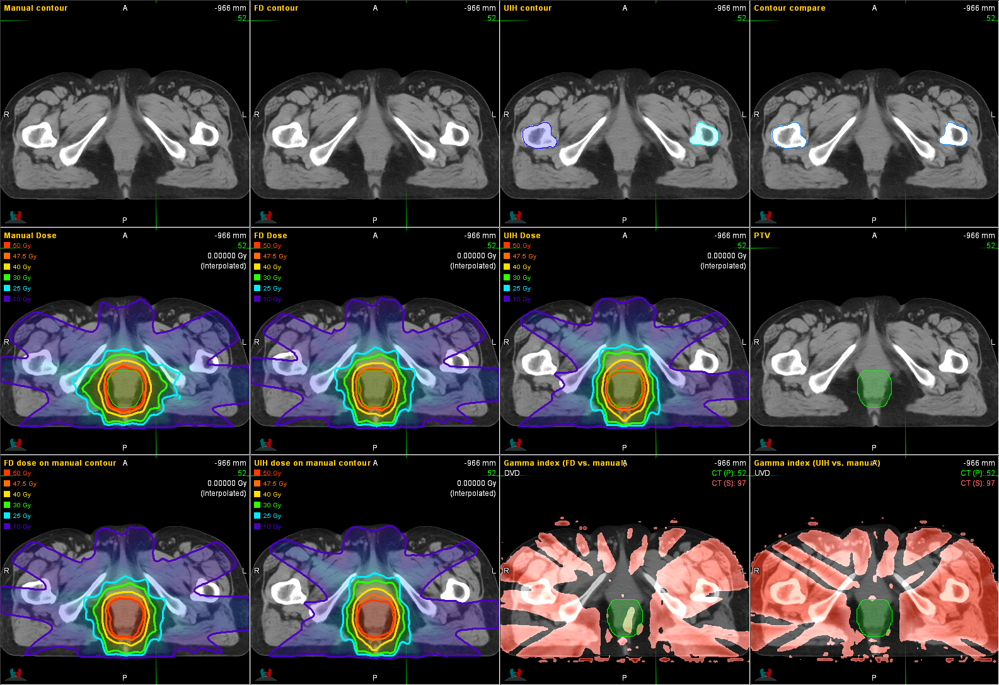 Manual contour
A
-966 mm
52
R
L
P
FD contour
A
-966 mm
52
R
P
UIH contour
A
-966 mm
52
R
L
P
Contour compare
A
-966 mm
52
R
L
P
Manual Dose
A
-966 mm
52
50 Gy
47.5 Gy
40 Gy
30 Gy
25 Gy
10 Gy
0.00000 Gy
(Interpolated)
R
L
P
FD Dose
A
-966 mm
52
50 Gy
47.5 Gy
40 Gy
30 Gy
25 Gy
10 Gy
0.00000 Gy
(Interpolated)
R
L
P
UIH Dose
A
-966 mm
52
50 Gy
47.5 Gy
40 Gy
30 Gy
25 Gy
10 Gy
0.00000 Gy
(Interpolated)
R
L
P
PTV
A
-966 mm
52
R
L
P
FD dose on manual contour
A
-966 mm
52
50 Gy
47.5 Gy
40 Gy
30 Gy
25 Gy
10 Gy
0.00000 Gy
(Interpolated)
R
L
P
UIH dose on manual contour
A
-966 mm
52
50 Gy
47.5 Gy
40 Gy
30 Gy
25 Gy
10 Gy
0.00000 Gy
(Interpolated)
R
L
P
Gamma index (FD vs. manual)
A
-966 mm
DVD
CT (P): 52
CT (S): 97
R
L
P
Gamma index (UIH vs. manual)
A
-966 mm
UVD
CT (P): 52
CT (S): 97
R
L
P